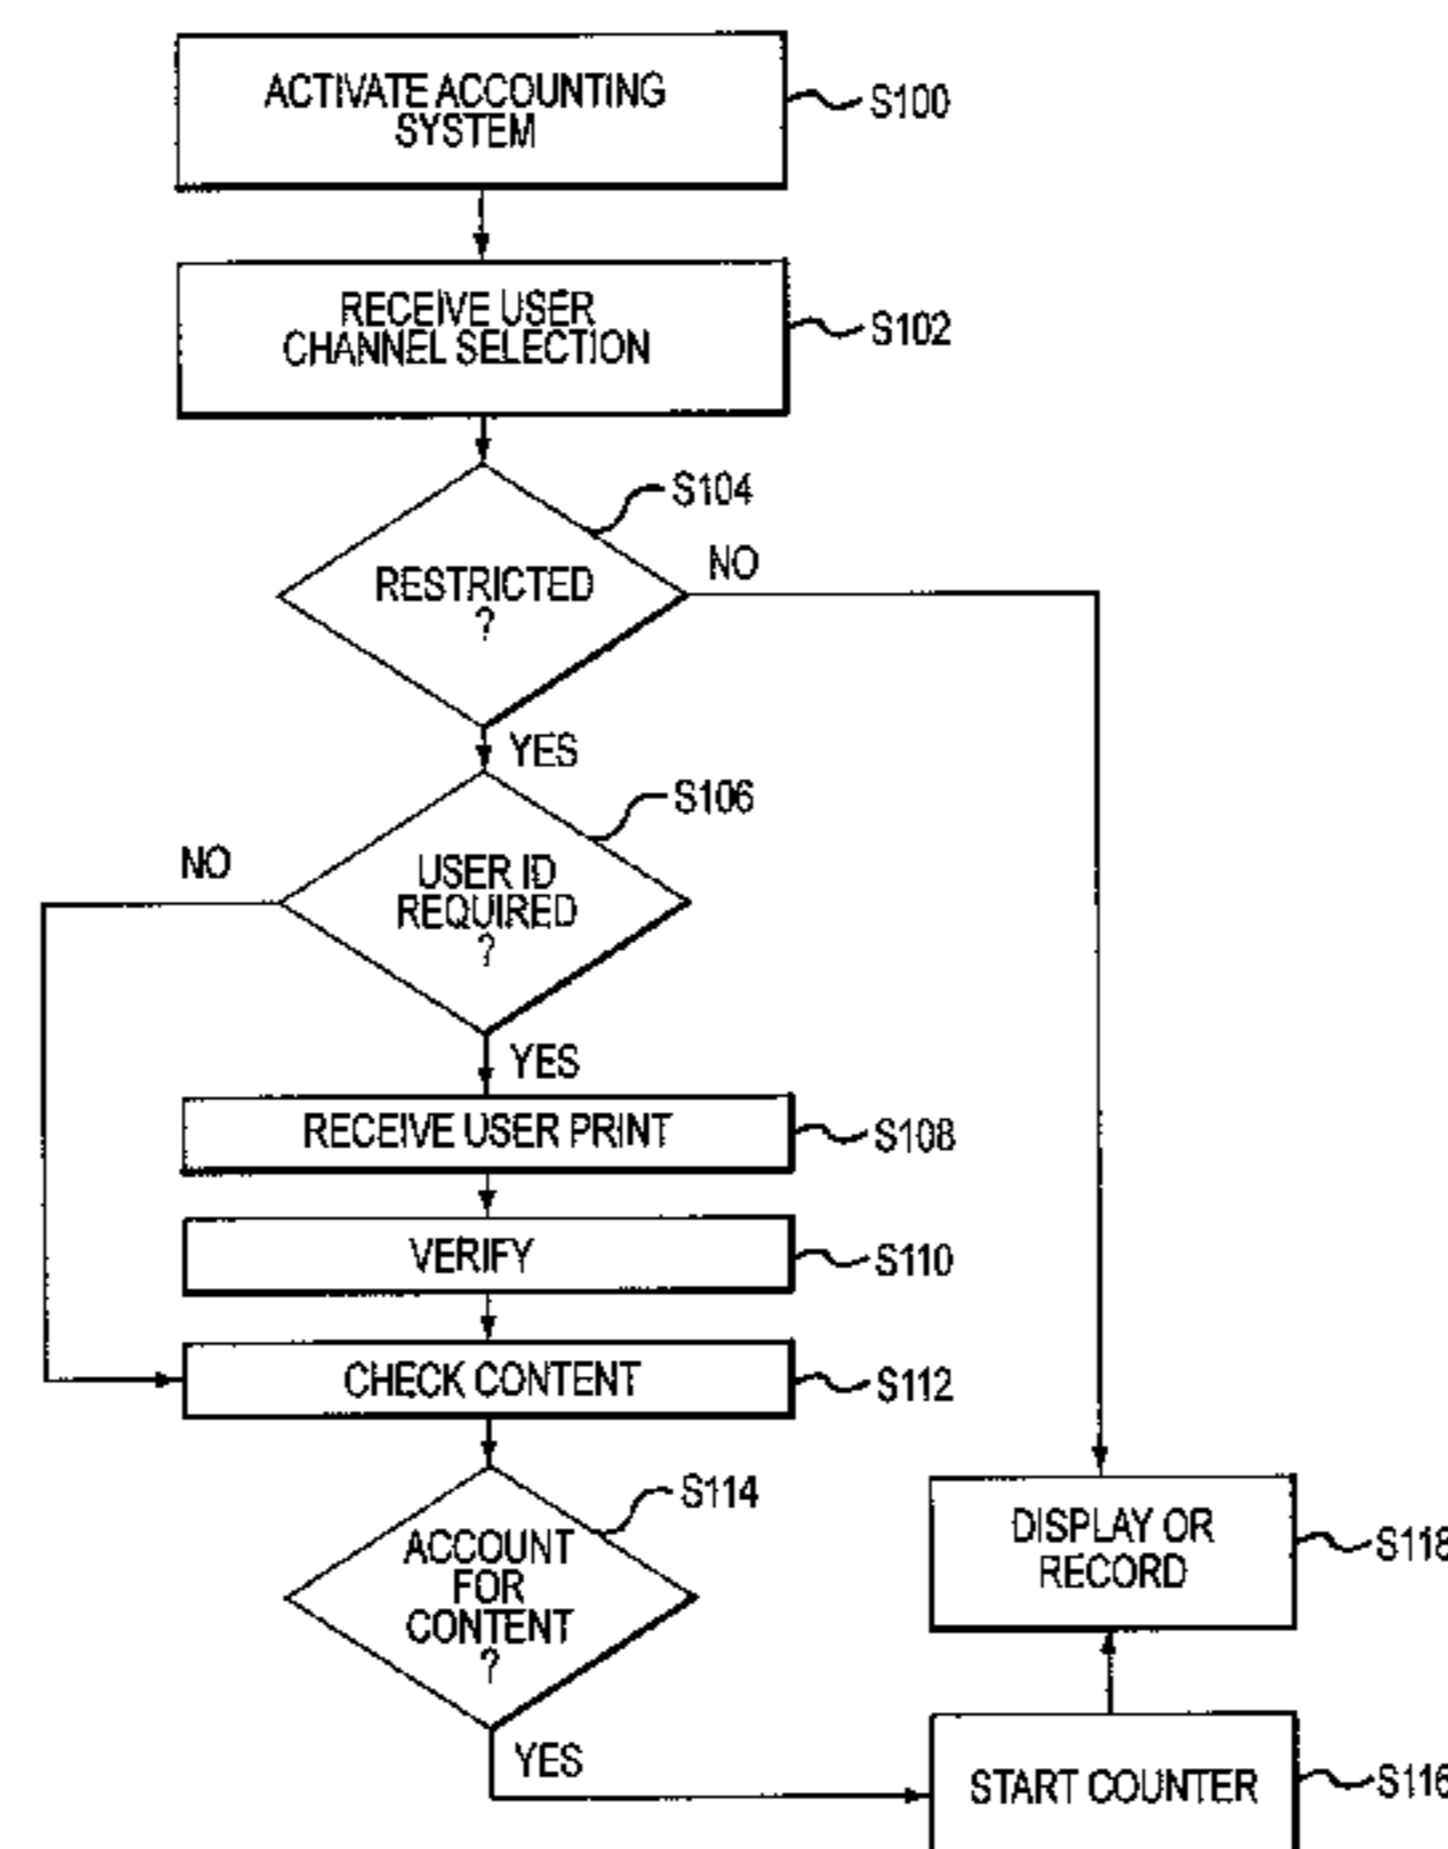 ACTIVATE ACCOUNTING
SYSTEM
S100
RECEIVE USER
CHANNEL SELECTION
S102
S104
RESTRICTED
?
NO
YES
S106
NO
USER ID
REQUIRED
?
YES
RECEIVE USER PRINT
S108
VERIFY
S110
CHECK CONTENT
S112
S114
ACCOUNT
FOR
CONTENT
?
DISPLAY OR
RECORD
S118
YES
START COUNTER
S116